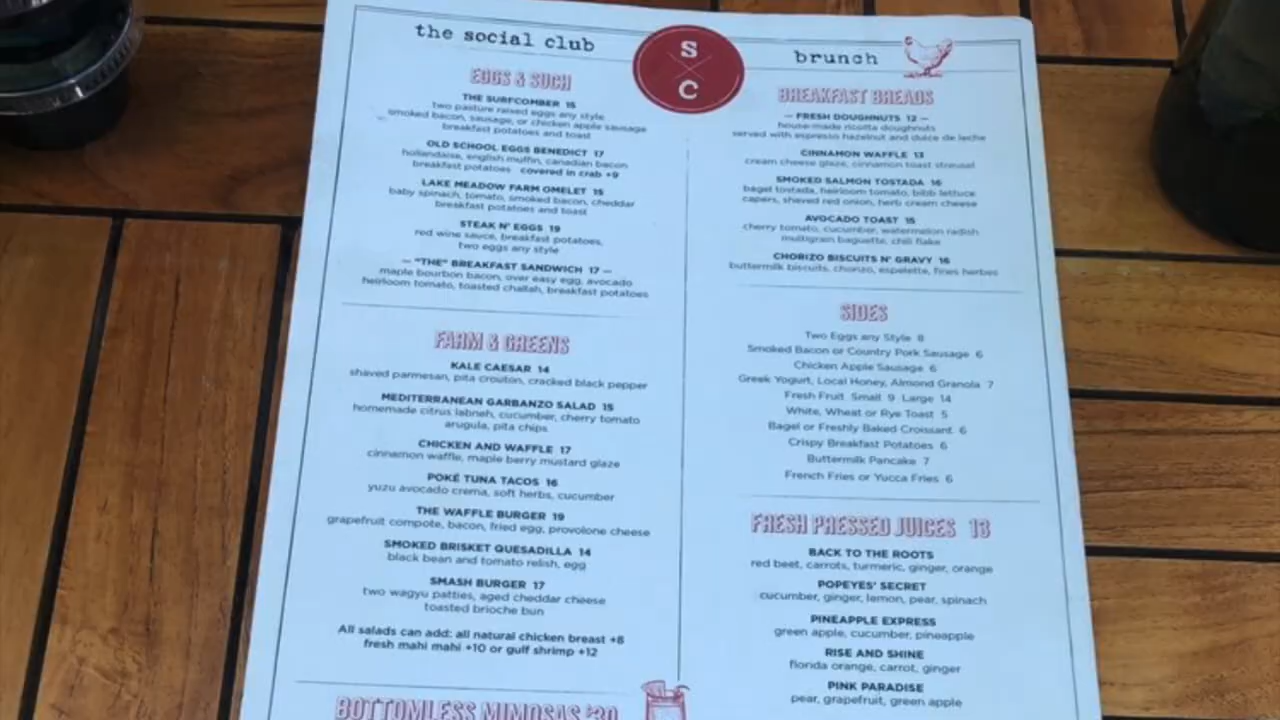 the social club
S
C
brunch
EGGS & SUCH
THE SURFCOMBER 15
two pasture raised eggs any style
smoked bacon, sausage, or chicken apple sausage
breakfast potatoes and toast
OLD SCHOOL EGGS BENEDICT 17
hollandaise, english muffin, canadian bacon
breakfast potatoes covered in crab +9
LAKE MEADOW FARM OMELET 15
baby spinach, tomato, smoked bacon, cheddar
breakfast potatoes and toast
STEAK N' EGGS 19
red wine sauce, breakfast potatoes,
two eggs any style
— "THE" BREAKFAST SANDWICH 17 —
maple bourbon bacon, over easy egg, avocado
heirloom tomato, toasted challah, breakfast potatoes
FARM & GREENS
KALE CAESAR 14
shaved parmesan, pita crouton, cracked black pepper
MEDITERRANEAN GARBANZO SALAD 15
homemade citrus labneh, cucumber, cherry tomato
arugula, pita chips
CHICKEN AND WAFFLE 17
cinnamon waffle, maple berry mustard glaze
POKÉ TUNA TACOS 16
yuzu avocado crema, soft herbs, cucumber
THE WAFFLE BURGER 19
grapefruit compote, bacon, fried egg, provolone cheese
SMOKED BRISKET QUESADILLA 14
black bean and tomato relish, egg
SMASH BURGER 17
two wagyu patties, aged cheddar cheese
toasted brioche bun
All salads can add: all natural chicken breast +8
fresh mahi mahi +10 or gulf shrimp +12
BOTTOMLESS MIMOSAS $30
BREAKFAST BREADS
— FRESH DOUGHNUTS 12 —
house-made ricotta doughnuts
served with espresso hazelnut and dulce de leche
CINNAMON WAFFLE 13
cream cheese glaze, cinnamon toast streusel
SMOKED SALMON TOSTADA 16
bagel tostada, heirloom tomato, bibb lettuce
capers, shaved red onion, herb cream cheese
AVOCADO TOAST 15
cherry tomato, cucumber, watermelon radish
multigrain baguette, chili flake
CHORIZO BISCUITS N' GRAVY 16
buttermilk biscuits, chorizo, espelette, fines herbes
SIDES
Two Eggs any Style 8
Smoked Bacon or Country Pork Sausage 6
Chicken Apple Sausage 6
Greek Yogurt, Local Honey, Almond Granola 7
Fresh Fruit Small 9 Large 14
White, Wheat or Rye Toast 5
Bagel or Freshly Baked Croissant 6
Crispy Breakfast Potatoes 6
Buttermilk Pancake 7
French Fries or Yucca Fries 6
FRESH PRESSED JUICES 13
BACK TO THE ROOTS
red beet, carrots, turmeric, ginger, orange
POPEYES' SECRET
cucumber, ginger, lemon, pear, spinach
PINEAPPLE EXPRESS
green apple, cucumber, pineapple
RISE AND SHINE
florida orange, carrot, ginger
PINK PARADISE
pear, grapefruit, green apple